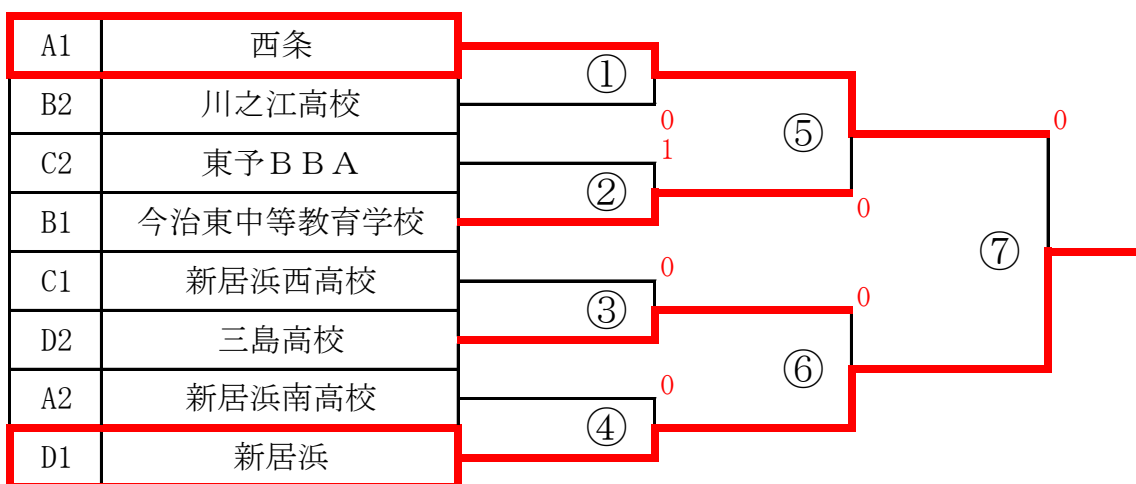 A1 西条
①
B2 川之江高校
0
⑤
0
C2 東予ＢＢＡ
1
②
B1 今治東中等教育学校
0
⑦
C1 新居浜西高校
0
③
0
D2 三島高校
⑥
A2 新居浜南高校
0
④
D1 新居浜